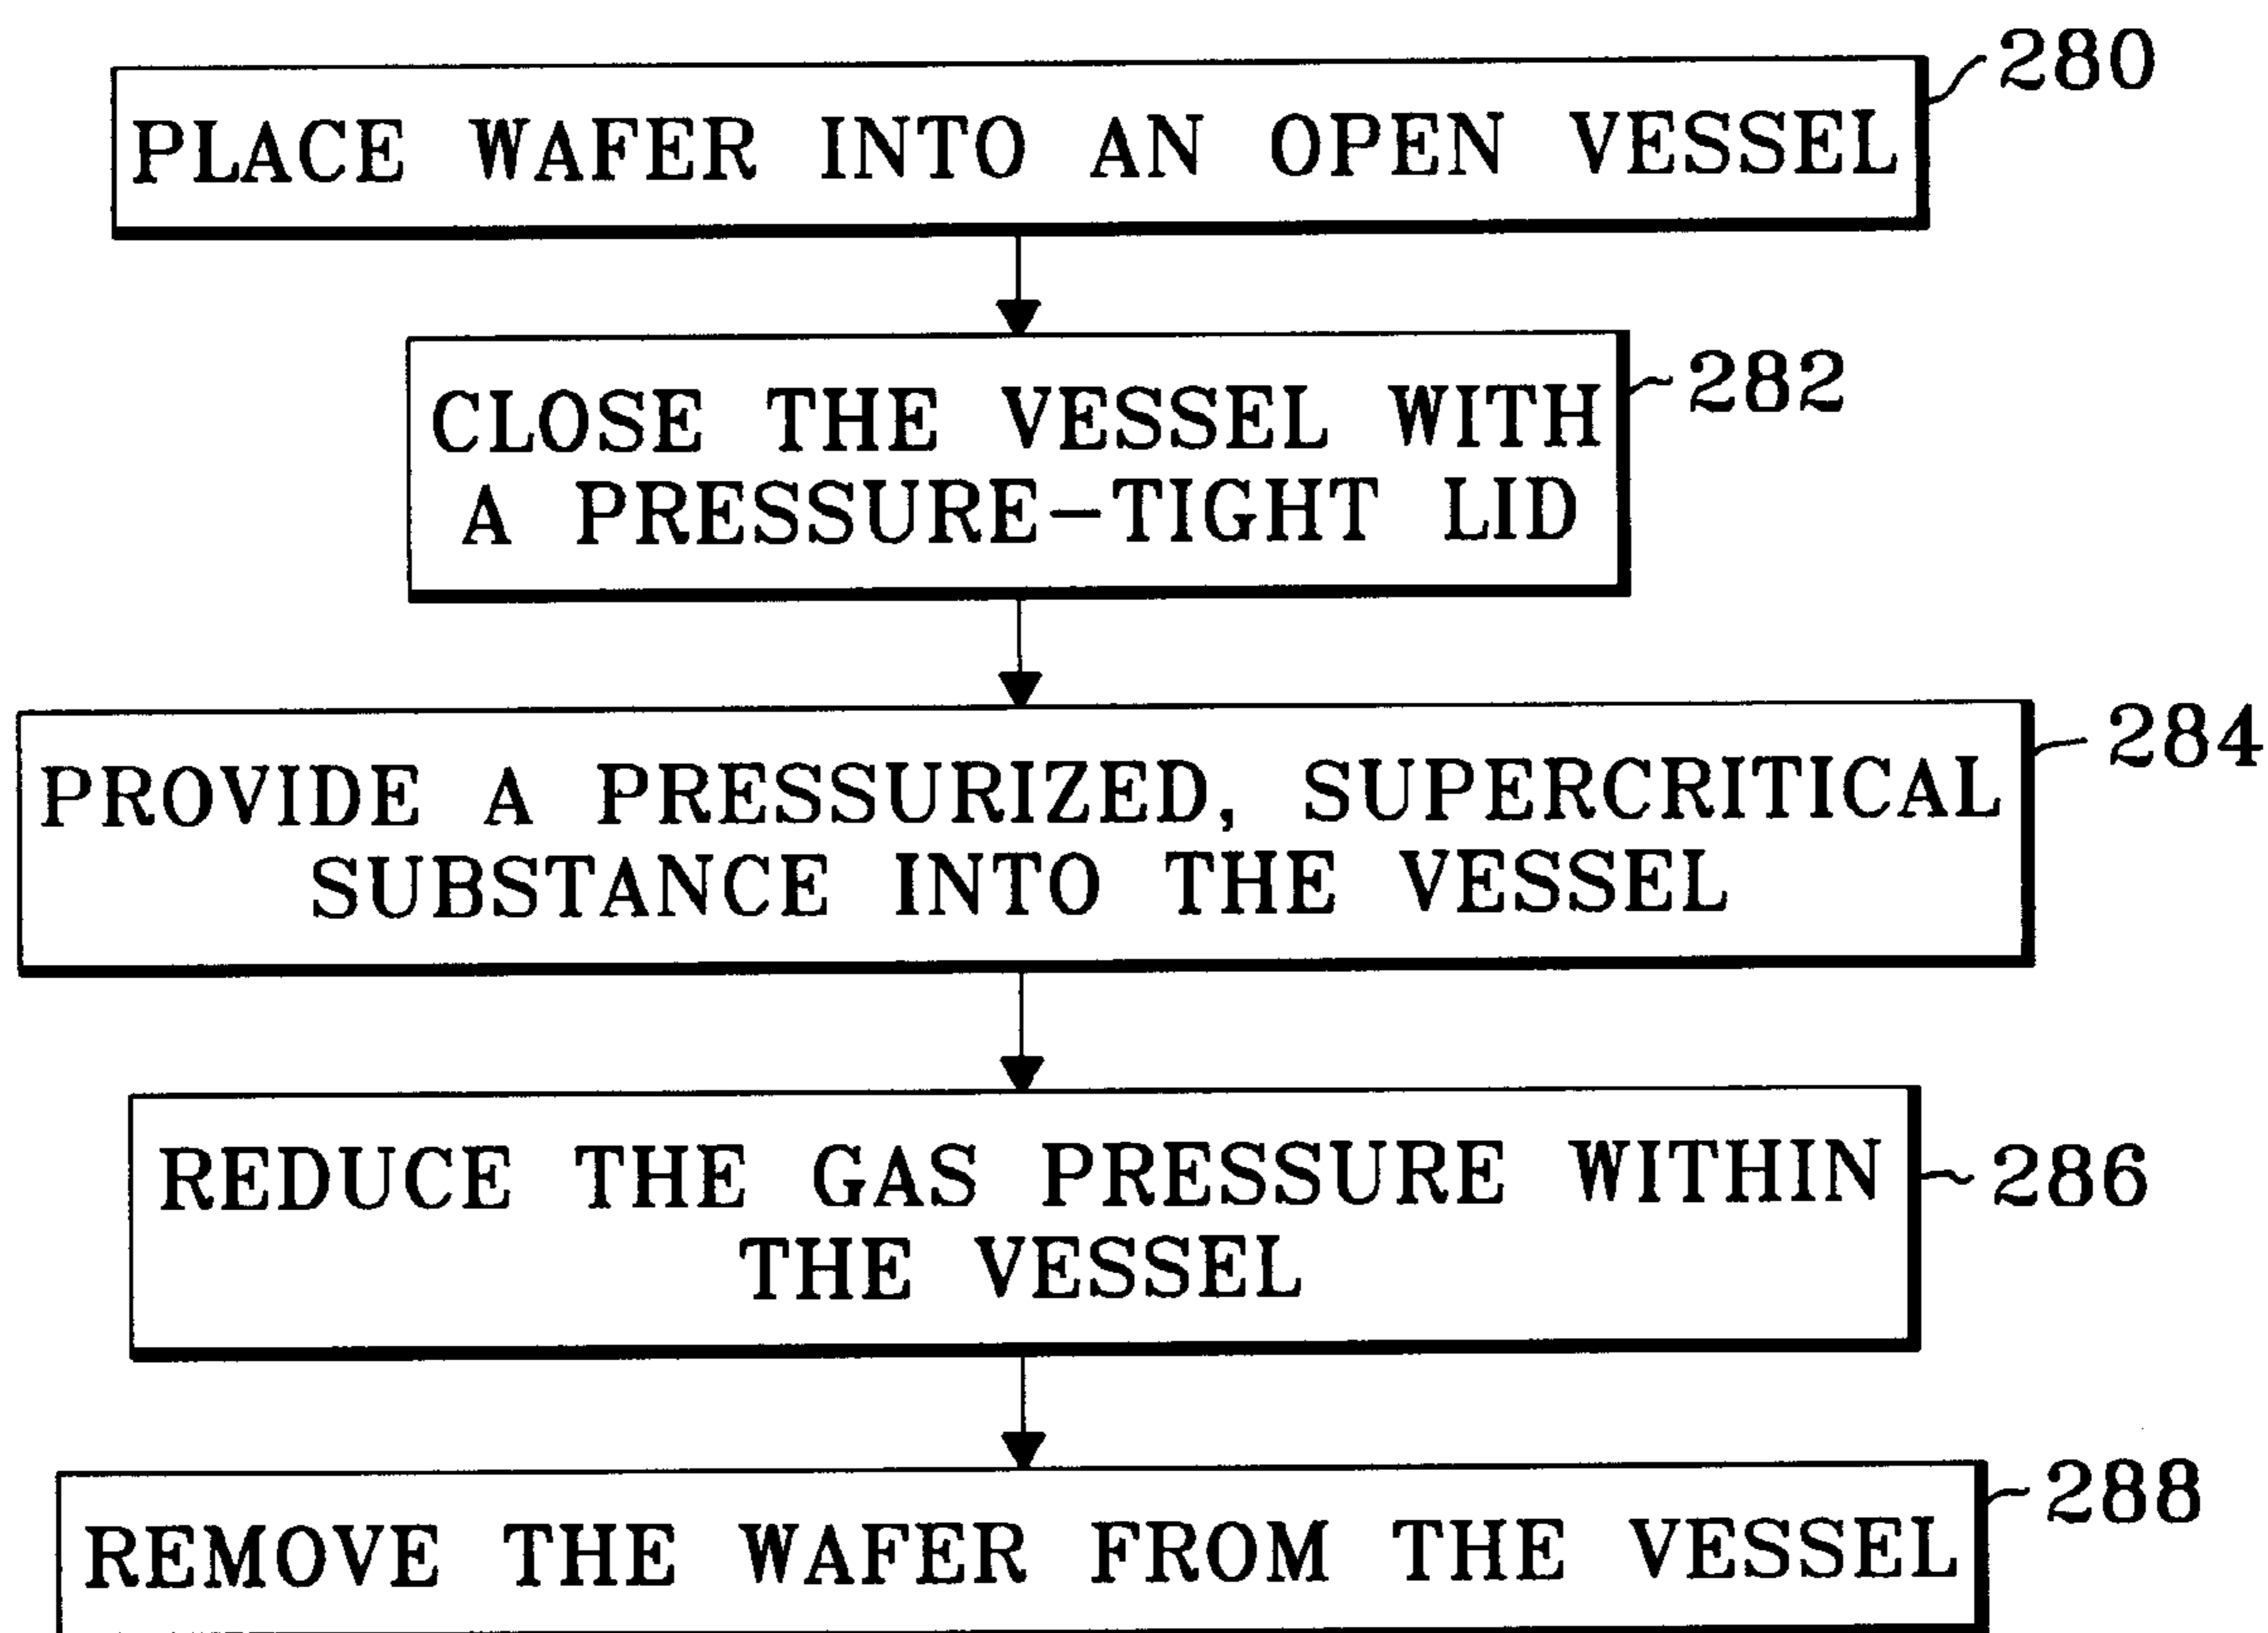 280
PLACE WAFER INTO AN OPEN VESSEL
282
CLOSE THE VESSEL WITH
A PRESSURE-TIGHT LID
284
PROVIDE A PRESSURIZED, SUPERCRITICAL
SUBSTANCE INTO THE VESSEL
286
REDUCE THE GAS PRESSURE WITHIN
THE VESSEL
288
REMOVE THE WAFER FROM THE VESSEL